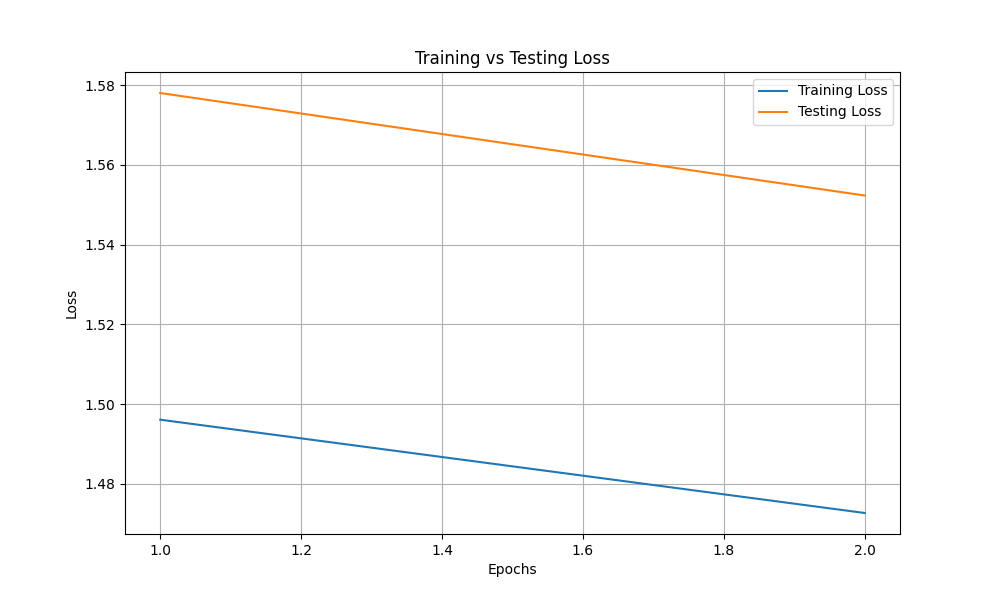 Training vs Testing Loss
Training Loss
Testing Loss
1.58
1.56
1.54
1.52
1.50
1.48
Loss
1.0 1.2 1.4 1.6 1.8 2.0
Epochs